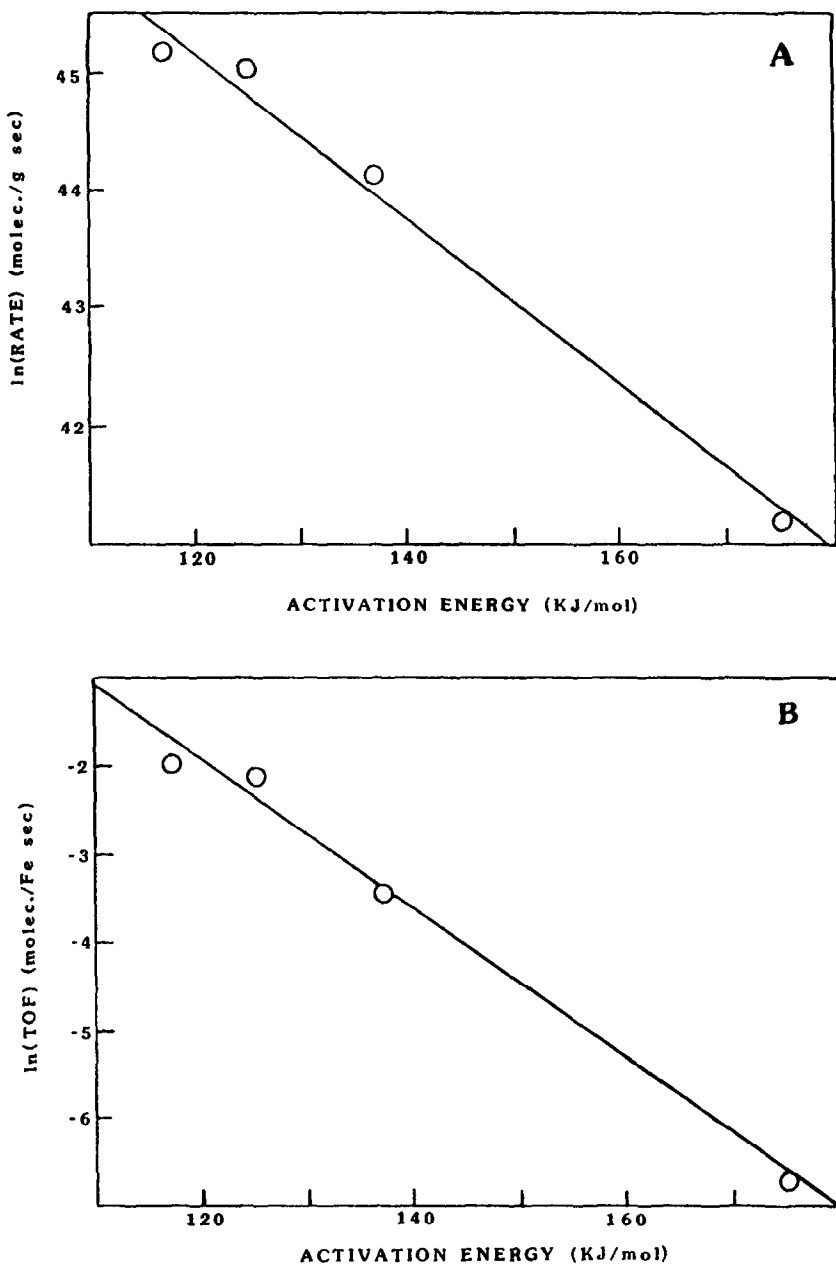 A
45
44
43
42
ln(RATE) (molec./g sec)
120 140 160
ACTIVATION ENERGY (KJ/mol)
B
-2
-3
-4
-5
-6
ln(TOF) (molec./Fe sec)
120 140 160
ACTIVATION ENERGY (KJ/mol)